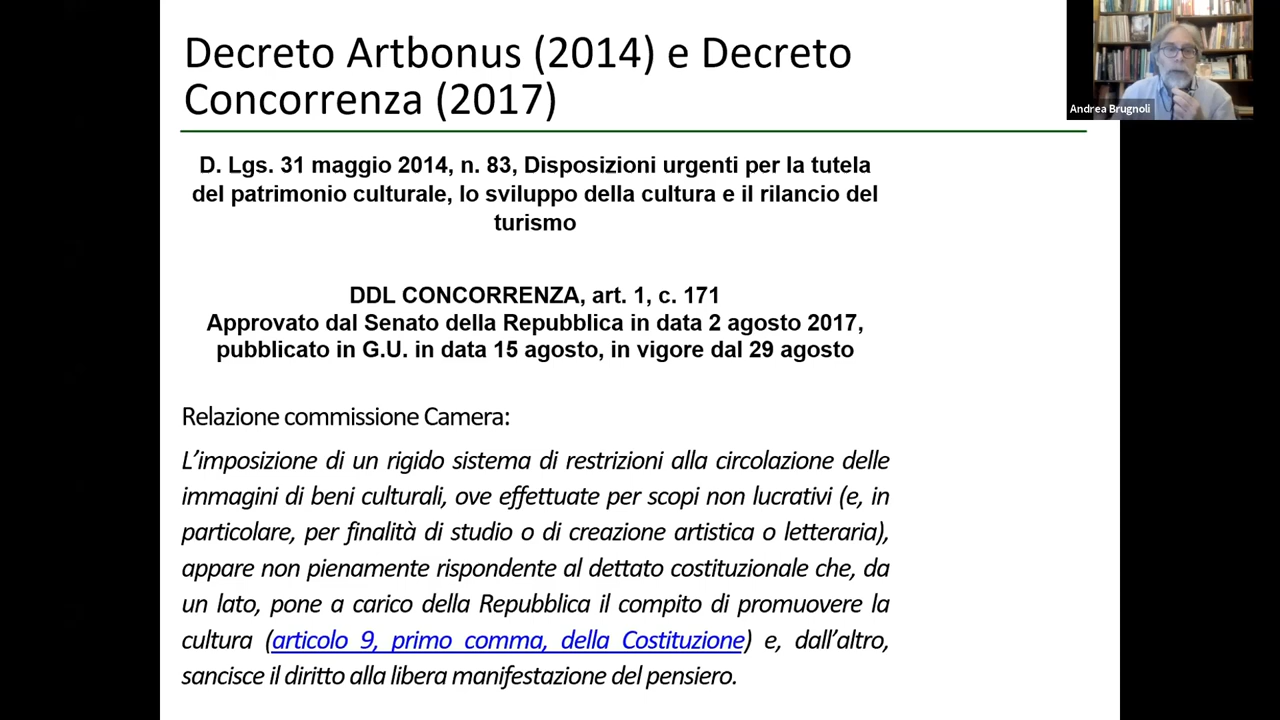 Decreto Artbonus (2014) e Decreto
Concorrenza (2017)
Andrea Brugnoli
D. Lgs. 31 maggio 2014, n. 83, Disposizioni urgenti per la tutela
del patrimonio culturale, lo sviluppo della cultura e il rilancio del
turismo
DDL CONCORRENZA, art. 1, c. 171
Approvato dal Senato della Repubblica in data 2 agosto 2017,
pubblicato in G.U. in data 15 agosto, in vigore dal 29 agosto
Relazione commissione Camera:
L’imposizione di un rigido sistema di restrizioni alla circolazione delle
immagini di beni culturali, ove effettuate per scopi non lucrativi (e, in
particolare, per finalità di studio o di creazione artistica o letteraria),
appare non pienamente rispondente al dettato costituzionale che, da
un lato, pone a carico della Repubblica il compito di promuovere la
cultura (articolo 9, primo comma, della Costituzione) e, dall’altro,
sancisce il diritto alla libera manifestazione del pensiero.